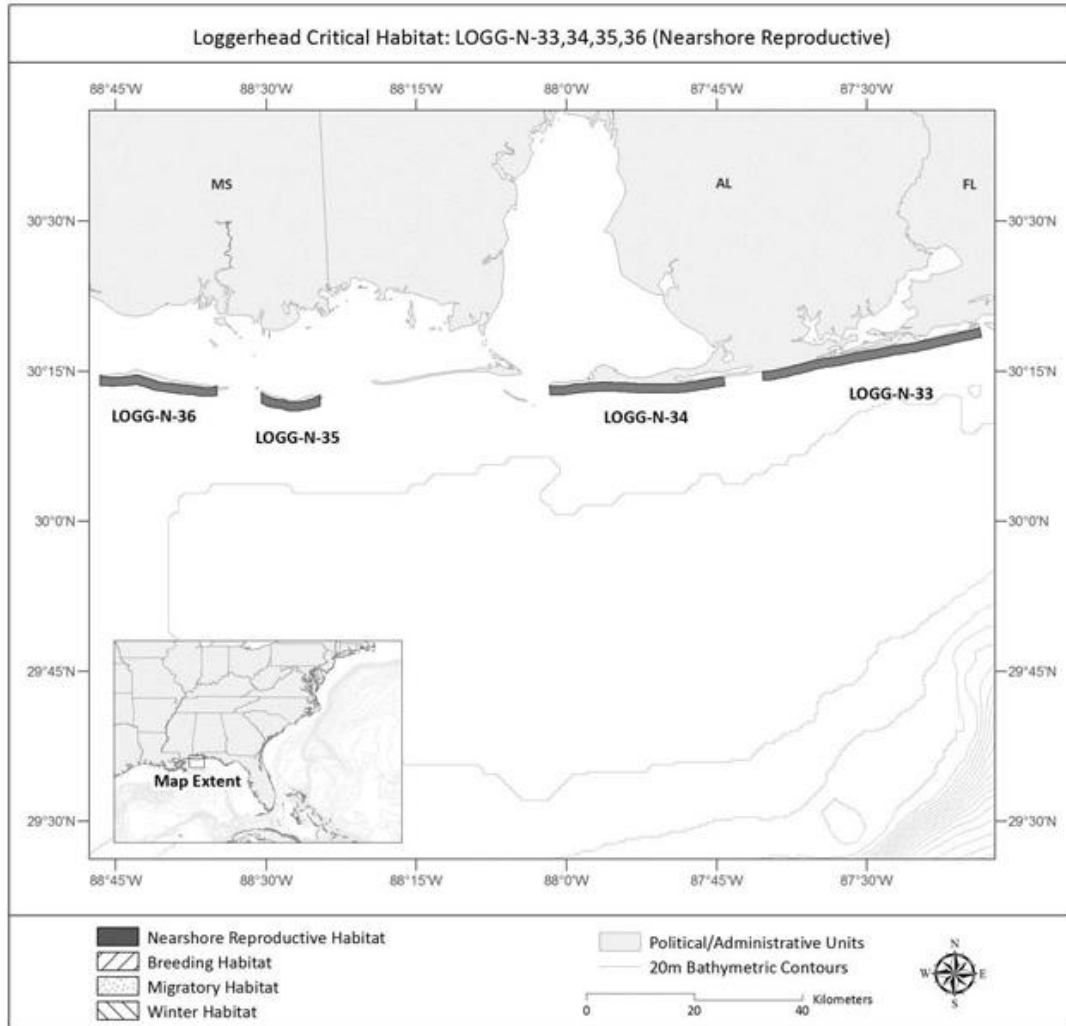 Loggerhead Critical Habitat: LOGG-N-33,34,35,36 (Nearshore Reproductive)
88°45'W 88°30'W 88°15'W 88°0'W 87°45'W 87°30'W
MS AL FL
30°30'N 30°30'N
30°15'N 30°15'N
LOGG-N-36 LOGG-N-35 LOGG-N-34 LOGG-N-33
30°0'N 30°0'N
29°45'N 29°45'N
Map Extent
29°30'N 29°30'N
88°45'W 88°30'W 88°15'W 88°0'W 87°45'W 87°30'W
Nearshore Reproductive Habitat
Breeding Habitat
Migratory Habitat
Winter Habitat
Political/Administrative Units
20m Bathymetric Contours
Kilometers
0 20 40
N
W E
S